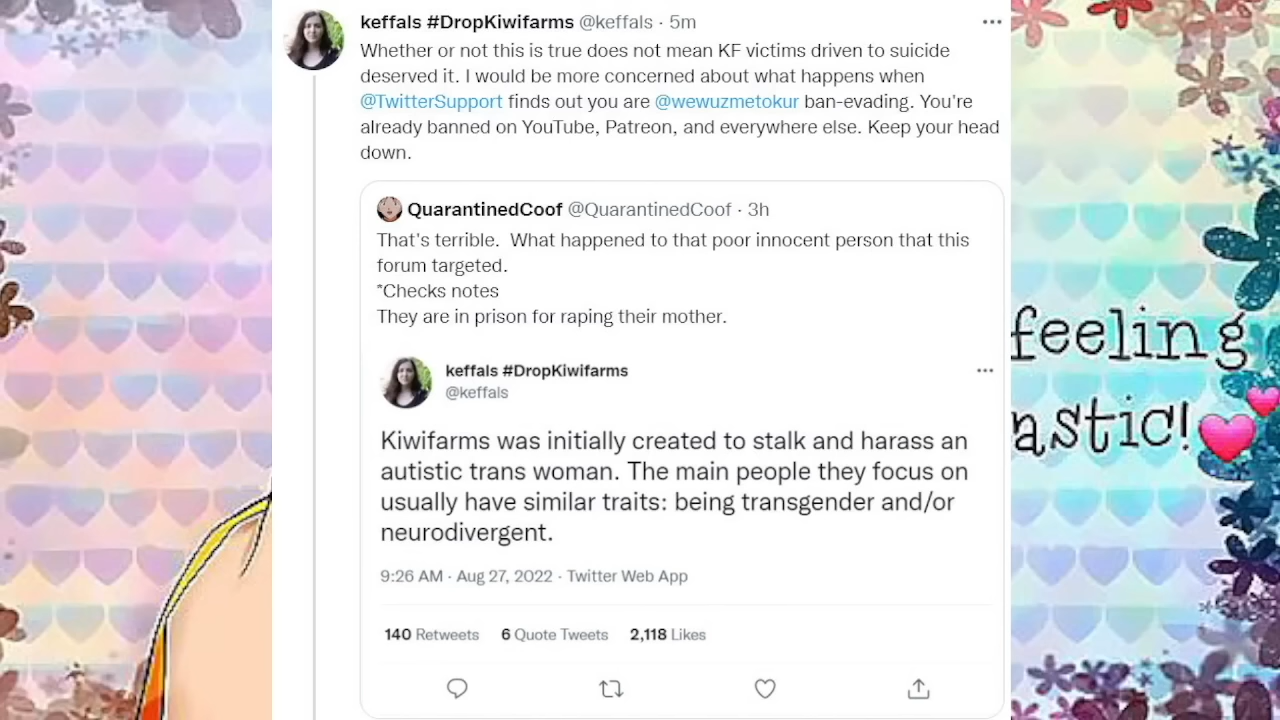 keffals #DropKiwifarms @keffals · 5m
Whether or not this is true does not mean KF victims driven to suicide
deserved it. I would be more concerned about what happens when
@TwitterSupport finds out you are @wewuzmetokur ban-evading. You're
already banned on YouTube, Patreon, and everywhere else. Keep your head
down.
QuarantinedCoof @QuarantinedCoof · 3h
That's terrible. What happened to that poor innocent person that this
forum targeted.
*Checks notes
They are in prison for raping their mother.
keffals #DropKiwifarms
@keffals
Kiwifarms was initially created to stalk and harass an
autistic trans woman. The main people they focus on
usually have similar traits: being transgender and/or
neurodivergent.
9:26 AM · Aug 27, 2022 · Twitter Web App
140 Retweets 6 Quote Tweets 2,118 Likes
feeling
astic!